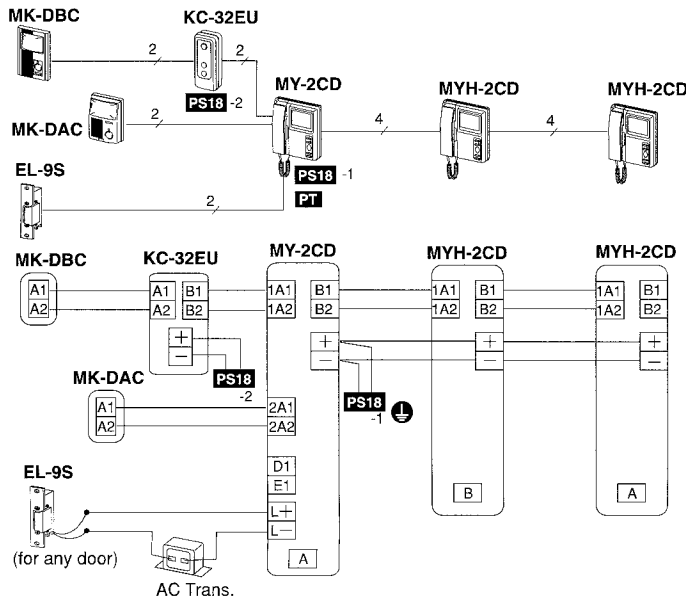 MK-DBC
KC-32EU
2
2
MY-2CD
MYH-2CD
MYH-2CD
PS18 -2
2
4
4
MK-DAC
PS18 -1
EL-9S
PT
2
MY-2CD
MYH-2CD
MYH-2CD
MK-DBC
KC-32EU
A1 A1 B1 1A1 B1 1A1 B1 1A1 B1
A2 A2 B2 1A2 B2 1A2 B2 1A2 B2
+ + + +
− − − −
MK-DAC
PS18
-2
PS18
-1
A1 2A1
A2 2A2
D1
E1
EL-9S
B A
L+
L−
(for any door)
A
AC Trans.